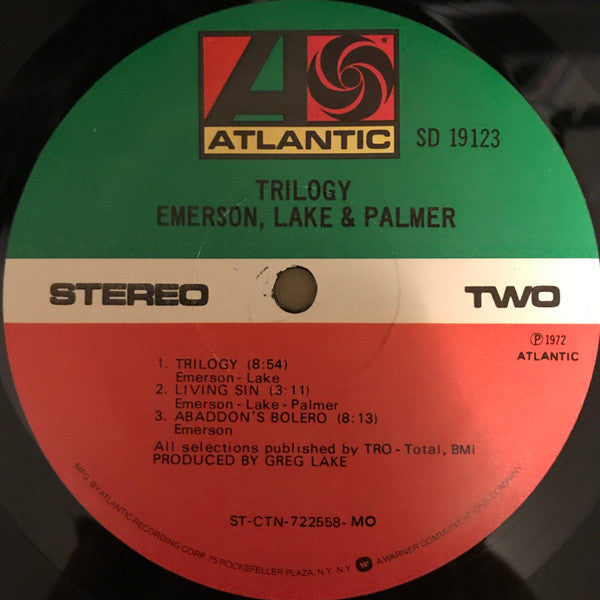 ATLANTIC
SD 19123
TRILOGY
EMERSON, LAKE & PALMER
STEREO
TWO
℗ 1972
ATLANTIC
1. TRILOGY (8:54)
Emerson - Lake
2. LIVING SIN (3:11)
Emerson - Lake - Palmer
3. ABADDON'S BOLERO (8:13)
Emerson
All selections published by TRO - Total, BMI
PRODUCED BY GREG LAKE
ST-CTN-722558- MO
MFG. BY ATLANTIC RECORDING CORP. 75 ROCKEFELLER PLAZA, N.Y. N.Y. A WARNER COMMUNICATIONS COMPANY